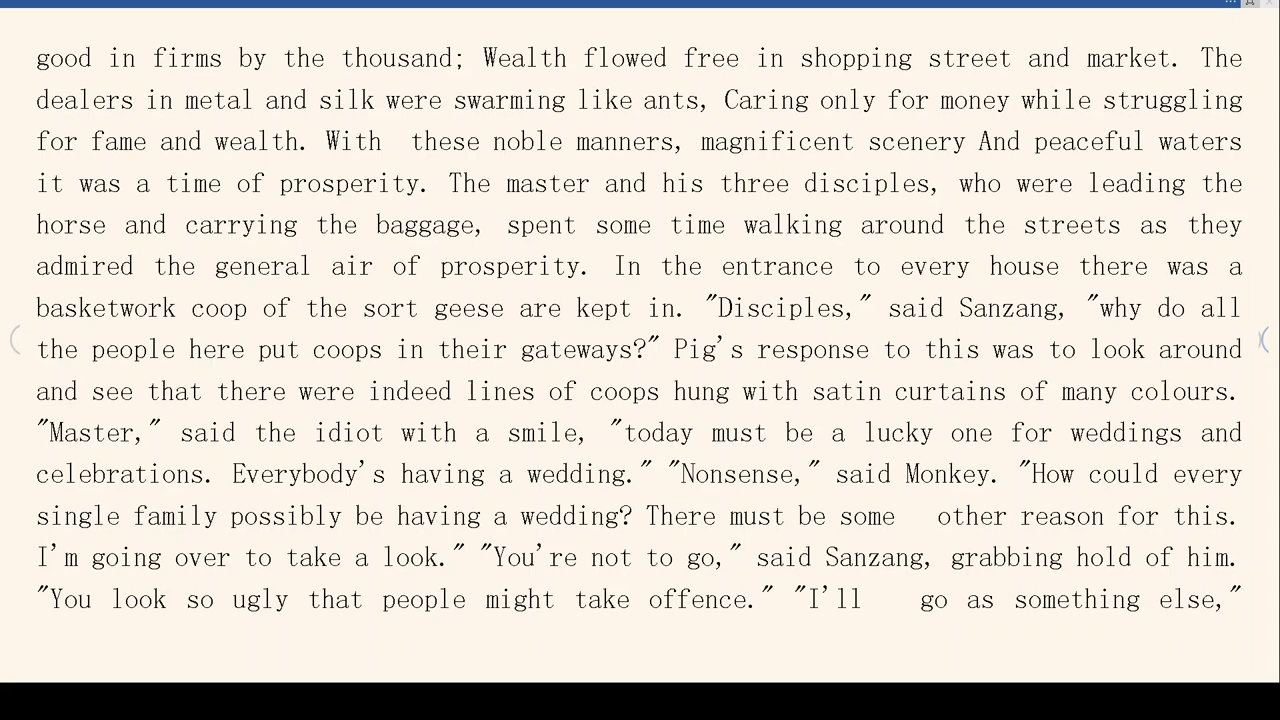 good in firms by the thousand; Wealth flowed free in shopping street and market. The
dealers in metal and silk were swarming like ants, Caring only for money while struggling
for fame and wealth. With these noble manners, magnificent scenery And peaceful waters
it was a time of prosperity. The master and his three disciples, who were leading the
horse and carrying the baggage, spent some time walking around the streets as they
admired the general air of prosperity. In the entrance to every house there was a
basketwork coop of the sort geese are kept in. "Disciples," said Sanzang, "why do all
the people here put coops in their gateways?" Pig's response to this was to look around
and see that there were indeed lines of coops hung with satin curtains of many colours.
"Master," said the idiot with a smile, "today must be a lucky one for weddings and
celebrations. Everybody's having a wedding." "Nonsense," said Monkey. "How could every
single family possibly be having a wedding? There must be some other reason for this.
I'm going over to take a look." "You're not to go," said Sanzang, grabbing hold of him.
"You look so ugly that people might take offence." "I'll go as something else,"